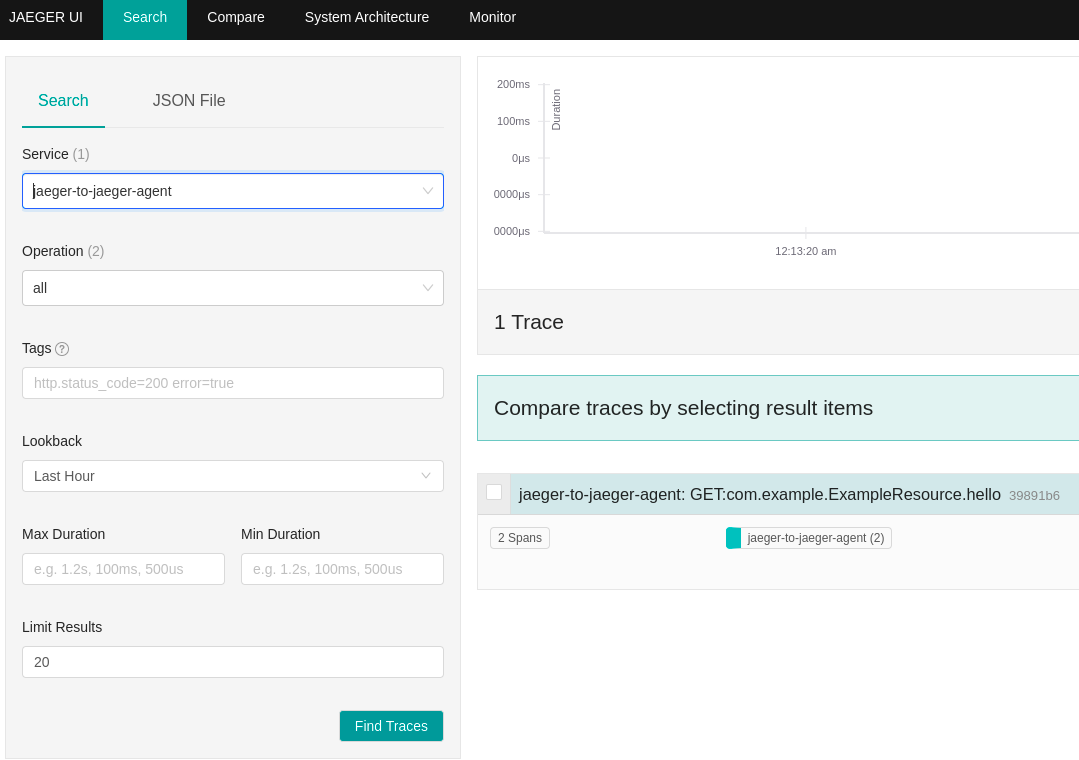 JAEGER UI Search Compare System Architecture Monitor
Search JSON File
Service (1)
jaeger-to-jaeger-agent
Operation (2)
all
Tags ?
http.status_code=200 error=true
Lookback
Last Hour
Max Duration Min Duration
e.g. 1.2s, 100ms, 500us e.g. 1.2s, 100ms, 500us
Limit Results
20
Find Traces
200ms
100ms
0μs
0000μs
0000μs
Duration
12:13:20 am
1 Trace
Compare traces by selecting result items
jaeger-to-jaeger-agent: GET:com.example.ExampleResource.hello 39891b6
2 Spans jaeger-to-jaeger-agent (2)